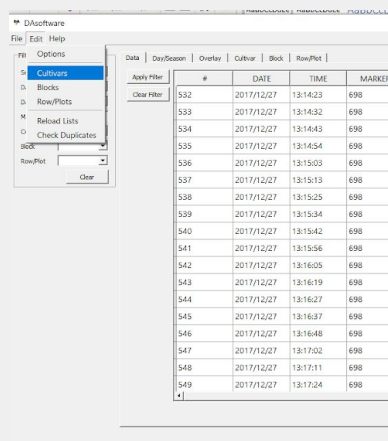 DAsoftware
File Edit Help
Options
Cultivars
Blocks
Row/Plots
Reload Lists
Check Duplicates
Block
Row/Plot
Clear
Data Day/Season Overlay Cultivar Block Row/Plot
Apply Filter
Clear Filter
# DATE TIME MARKER
532 2017/12/27 13:14:23 698
533 2017/12/27 13:14:32 698
534 2017/12/27 13:14:43 698
535 2017/12/27 13:14:54 698
536 2017/12/27 13:15:03 698
537 2017/12/27 13:15:13 698
538 2017/12/27 13:15:25 698
539 2017/12/27 13:15:34 698
540 2017/12/27 13:15:42 698
541 2017/12/27 13:15:56 698
542 2017/12/27 13:16:05 698
543 2017/12/27 13:16:19 698
544 2017/12/27 13:16:27 698
545 2017/12/27 13:16:37 698
546 2017/12/27 13:16:48 698
547 2017/12/27 13:17:02 698
548 2017/12/27 13:17:11 698
549 2017/12/27 13:17:24 698